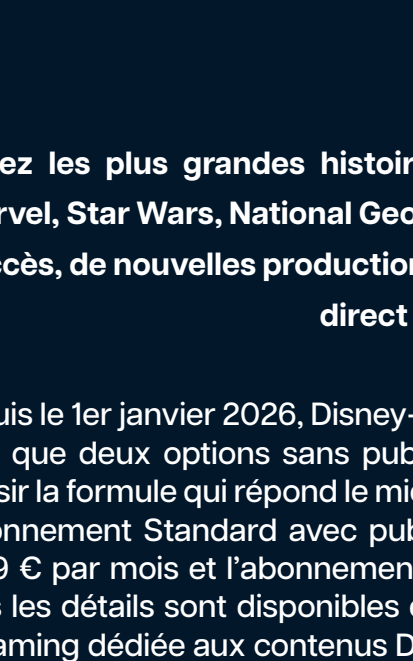 ez les plus grandes histoir
rvel, Star Wars, National Geo
ccès, de nouvelles production
direct
uis le 1er janvier 2026, Disney+
que deux options sans pub
sir la formule qui répond le mie
onnement Standard avec pub
9 € par mois et l'abonnemen
s les détails sont disponibles
aming dédiée aux contenus D